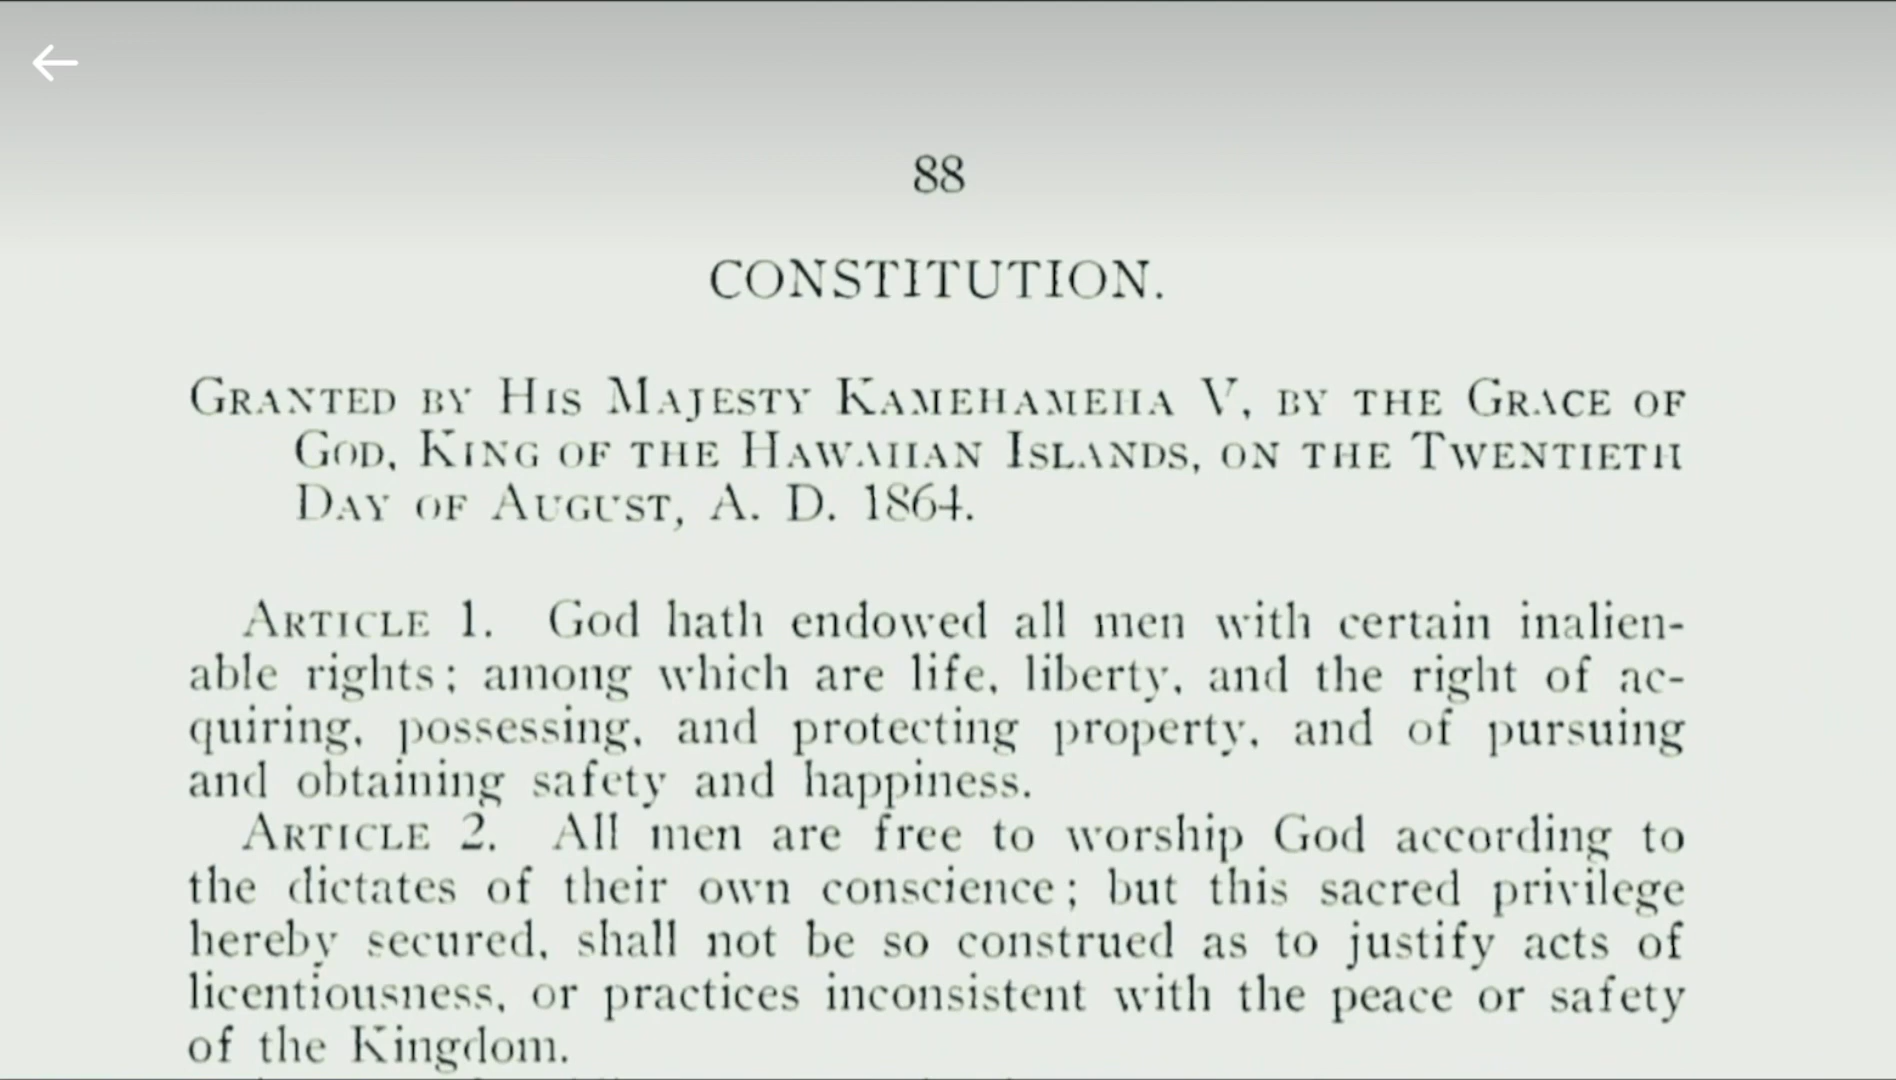 88
CONSTITUTION.
GRANTED BY HIS MAJESTY KAMEHAMEHA V, BY THE GRACE OF
GOD, KING OF THE HAWAIIAN ISLANDS, ON THE TWENTIETH
DAY OF AUGUST, A. D. 1864.
ARTICLE 1. God hath endowed all men with certain inalien-
able rights; among which are life, liberty, and the right of ac-
quiring, possessing, and protecting property, and of pursuing
and obtaining safety and happiness.
ARTICLE 2. All men are free to worship God according to
the dictates of their own conscience; but this sacred privilege
hereby secured, shall not be so construed as to justify acts of
licentiousness, or practices inconsistent with the peace or safety
of the Kingdom.